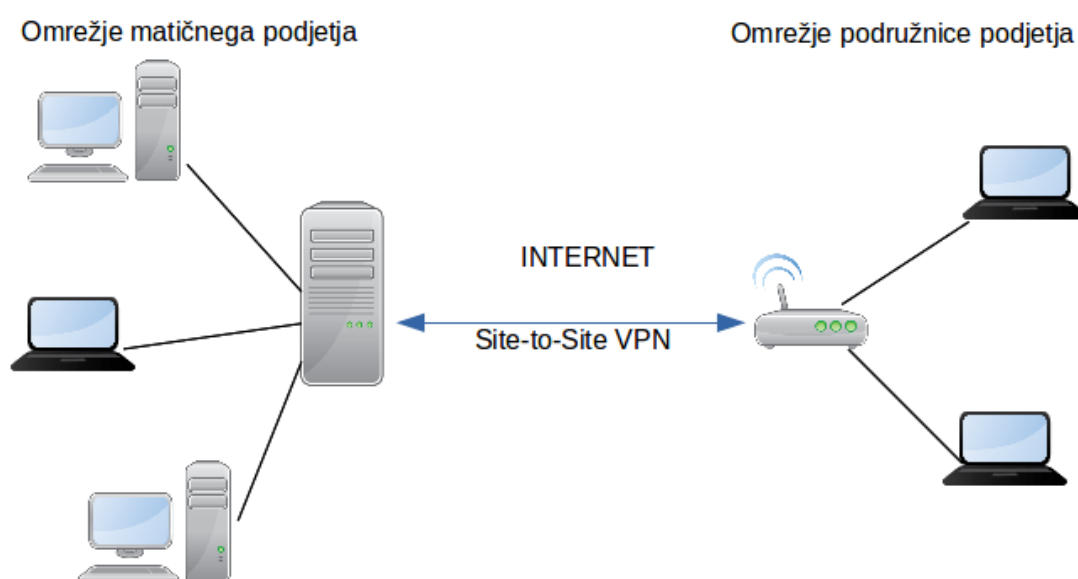 Omrežje matičnega podjetja
Omrežje podružnice podjetja
INTERNET
Site-to-Site VPN